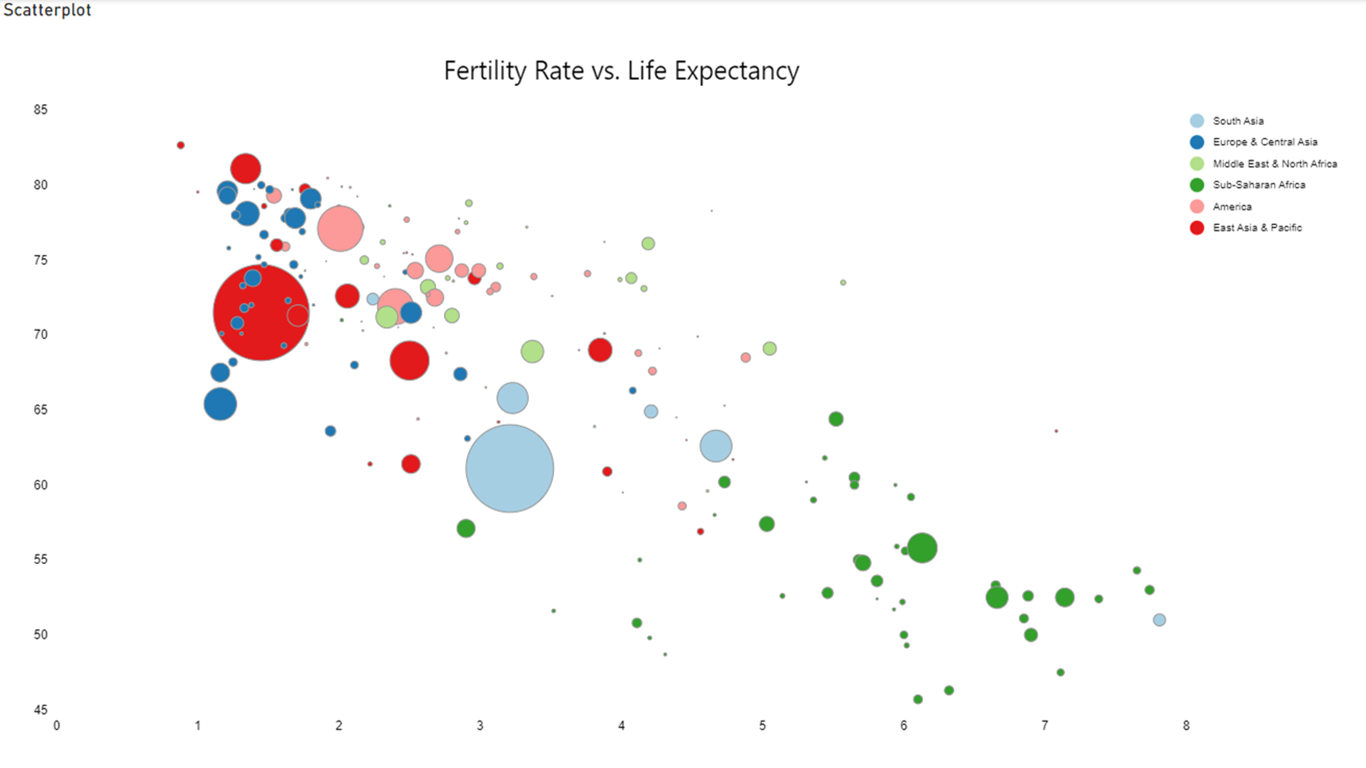 Scatterplot
Fertility Rate vs. Life Expectancy
85
80
75
70
65
60
55
50
45
0 1 2 3 4 5 6 7 8
South Asia
Europe & Central Asia
Middle East & North Africa
Sub-Saharan Africa
America
East Asia & Pacific